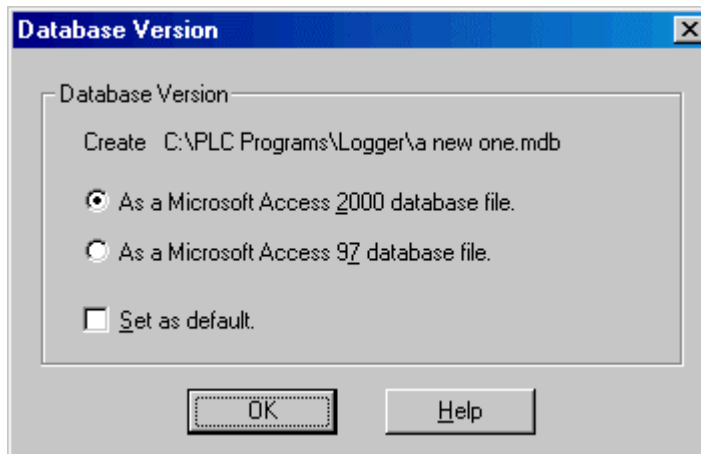 Database Version
Database Version
Create C:\PLC Programs\Logger\a new one.mdb
As a Microsoft Access 2000 database file.
As a Microsoft Access 97 database file.
Set as default.
OK Help